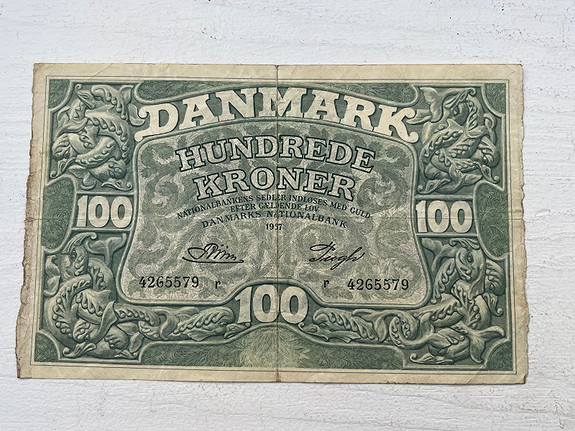 DANMARK
HUNDREDE
KRONER
NATIONALBANKENS SEDLER INDLØSES MED GULD
EFTER GÆLDENDE LOV
DANMARKS NATIONALBANK
1937
100 100
4265579 r r 4265579
100